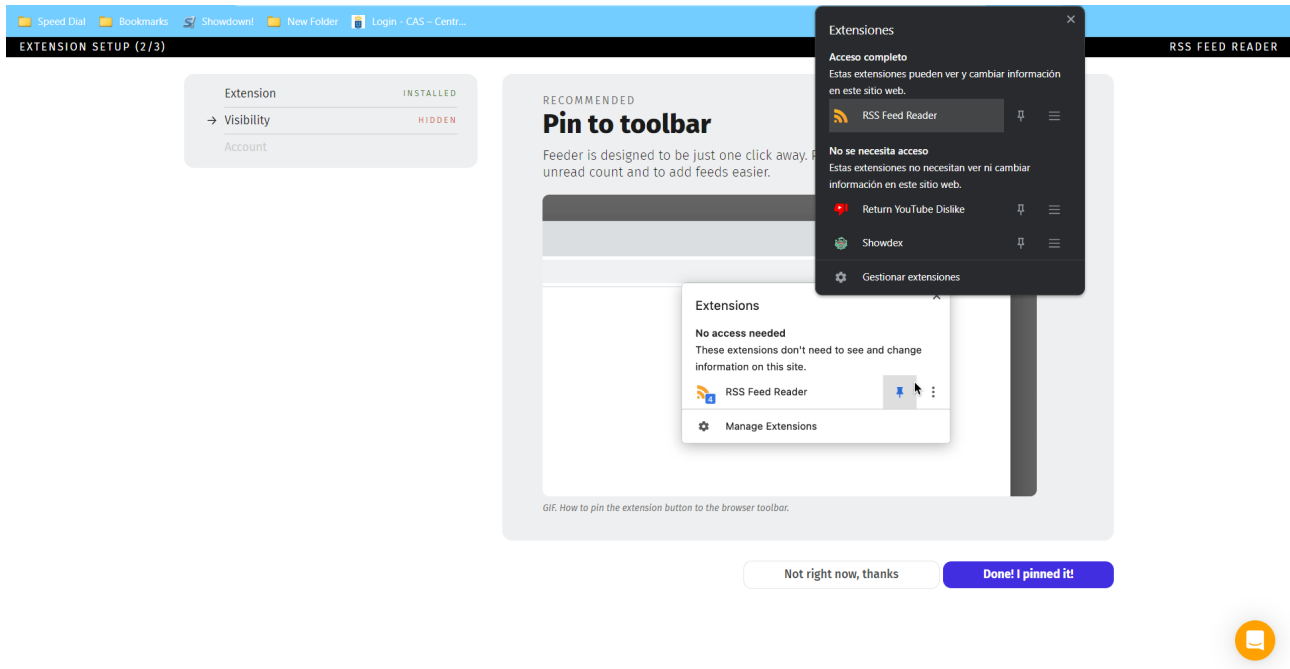 Speed Dial
Bookmarks
Showdown!
New Folder
Login - CAS – Centr...
EXTENSION SETUP (2/3)
RSS FEED READER
Extension INSTALLED
Visibility HIDDEN
Account
RECOMMENDED
Pin to toolbar
Feeder is designed to be just one click away.
unread count and to add feeds easier.
Extensions
No access needed
These extensions don't need to see and change
information on this site.
4
RSS Feed Reader
Manage Extensions
GIF. How to pin the extension button to the browser toolbar.
Not right now, thanks
Done! I pinned it!
Extensiones
Acceso completo
Estas extensiones pueden ver y cambiar información
en este sitio web.
RSS Feed Reader
No se necesita acceso
Estas extensiones no necesitan ver ni cambiar
información en este sitio web.
Return YouTube Dislike
Showdex
Gestionar extensiones